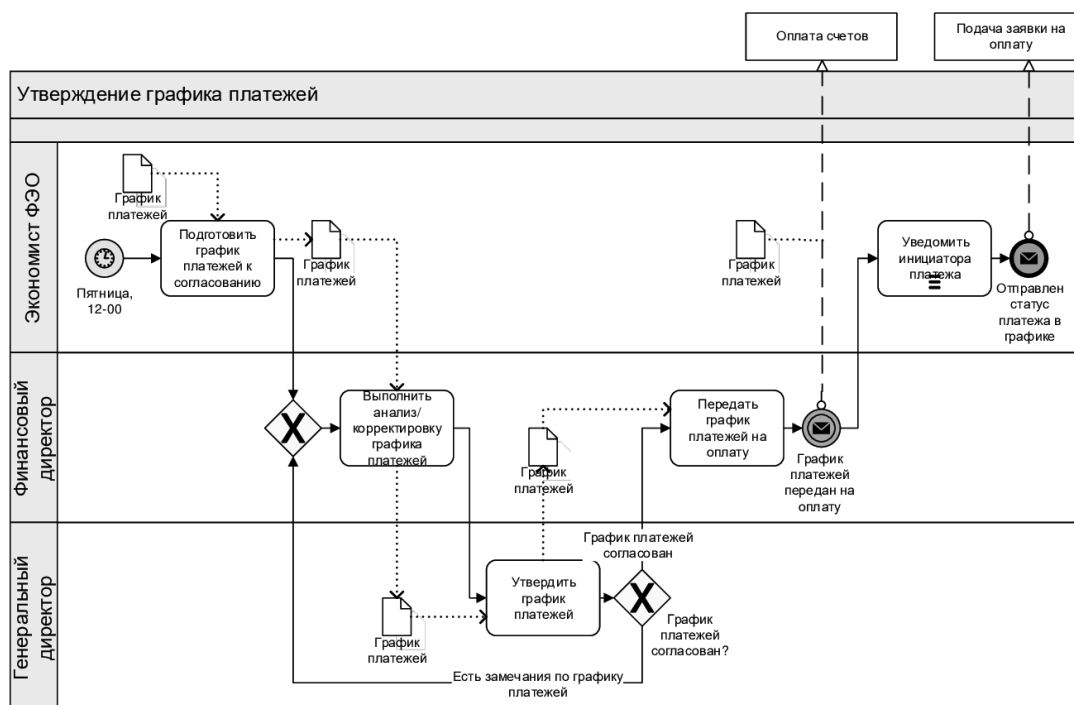 Оплата счетов
Подача заявки на
оплату
Утверждение графика платежей
Экономист ФЭО
График
платежей
Пятница,
12-00
Подготовить
график
платежей к
согласованию
График
платежей
График
платежей
Уведомить
инициатора
платежа
Отправлен
статус
платежа в
графике
Финансовый
директор
Выполнить
анализ/
корректировку
графика
платежей
График
платежей
Передать
график
платежей на
оплату
График
платежей
передан на
оплату
Генеральный
директор
График
платежей
Утвердить
график
платежей
График платежей
согласован
График
платежей
согласован?
Есть замечания по графику
платежей